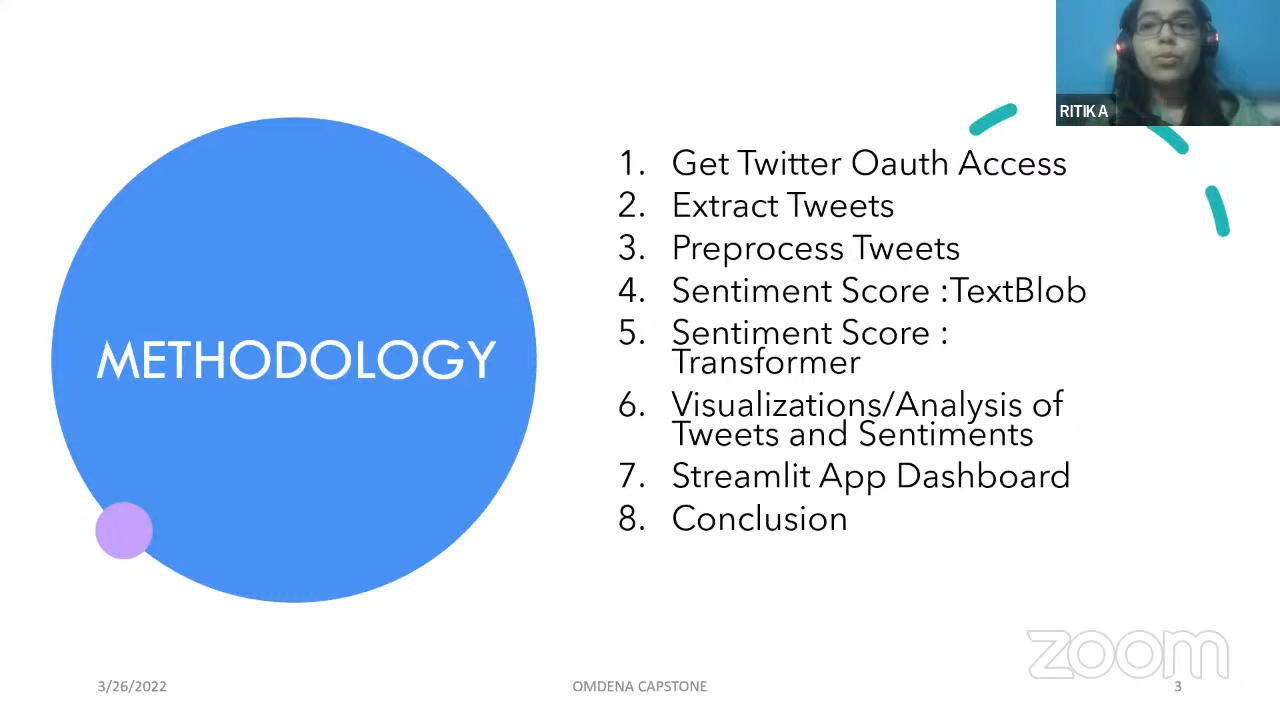 RITIKA
METHODOLOGY
1. Get Twitter Oauth Access
2. Extract Tweets
3. Preprocess Tweets
4. Sentiment Score :TextBlob
5. Sentiment Score :
Transformer
6. Visualizations/Analysis of
Tweets and Sentiments
7. Streamlit App Dashboard
8. Conclusion
zoom
3/26/2022
OMDENA CAPSTONE
3